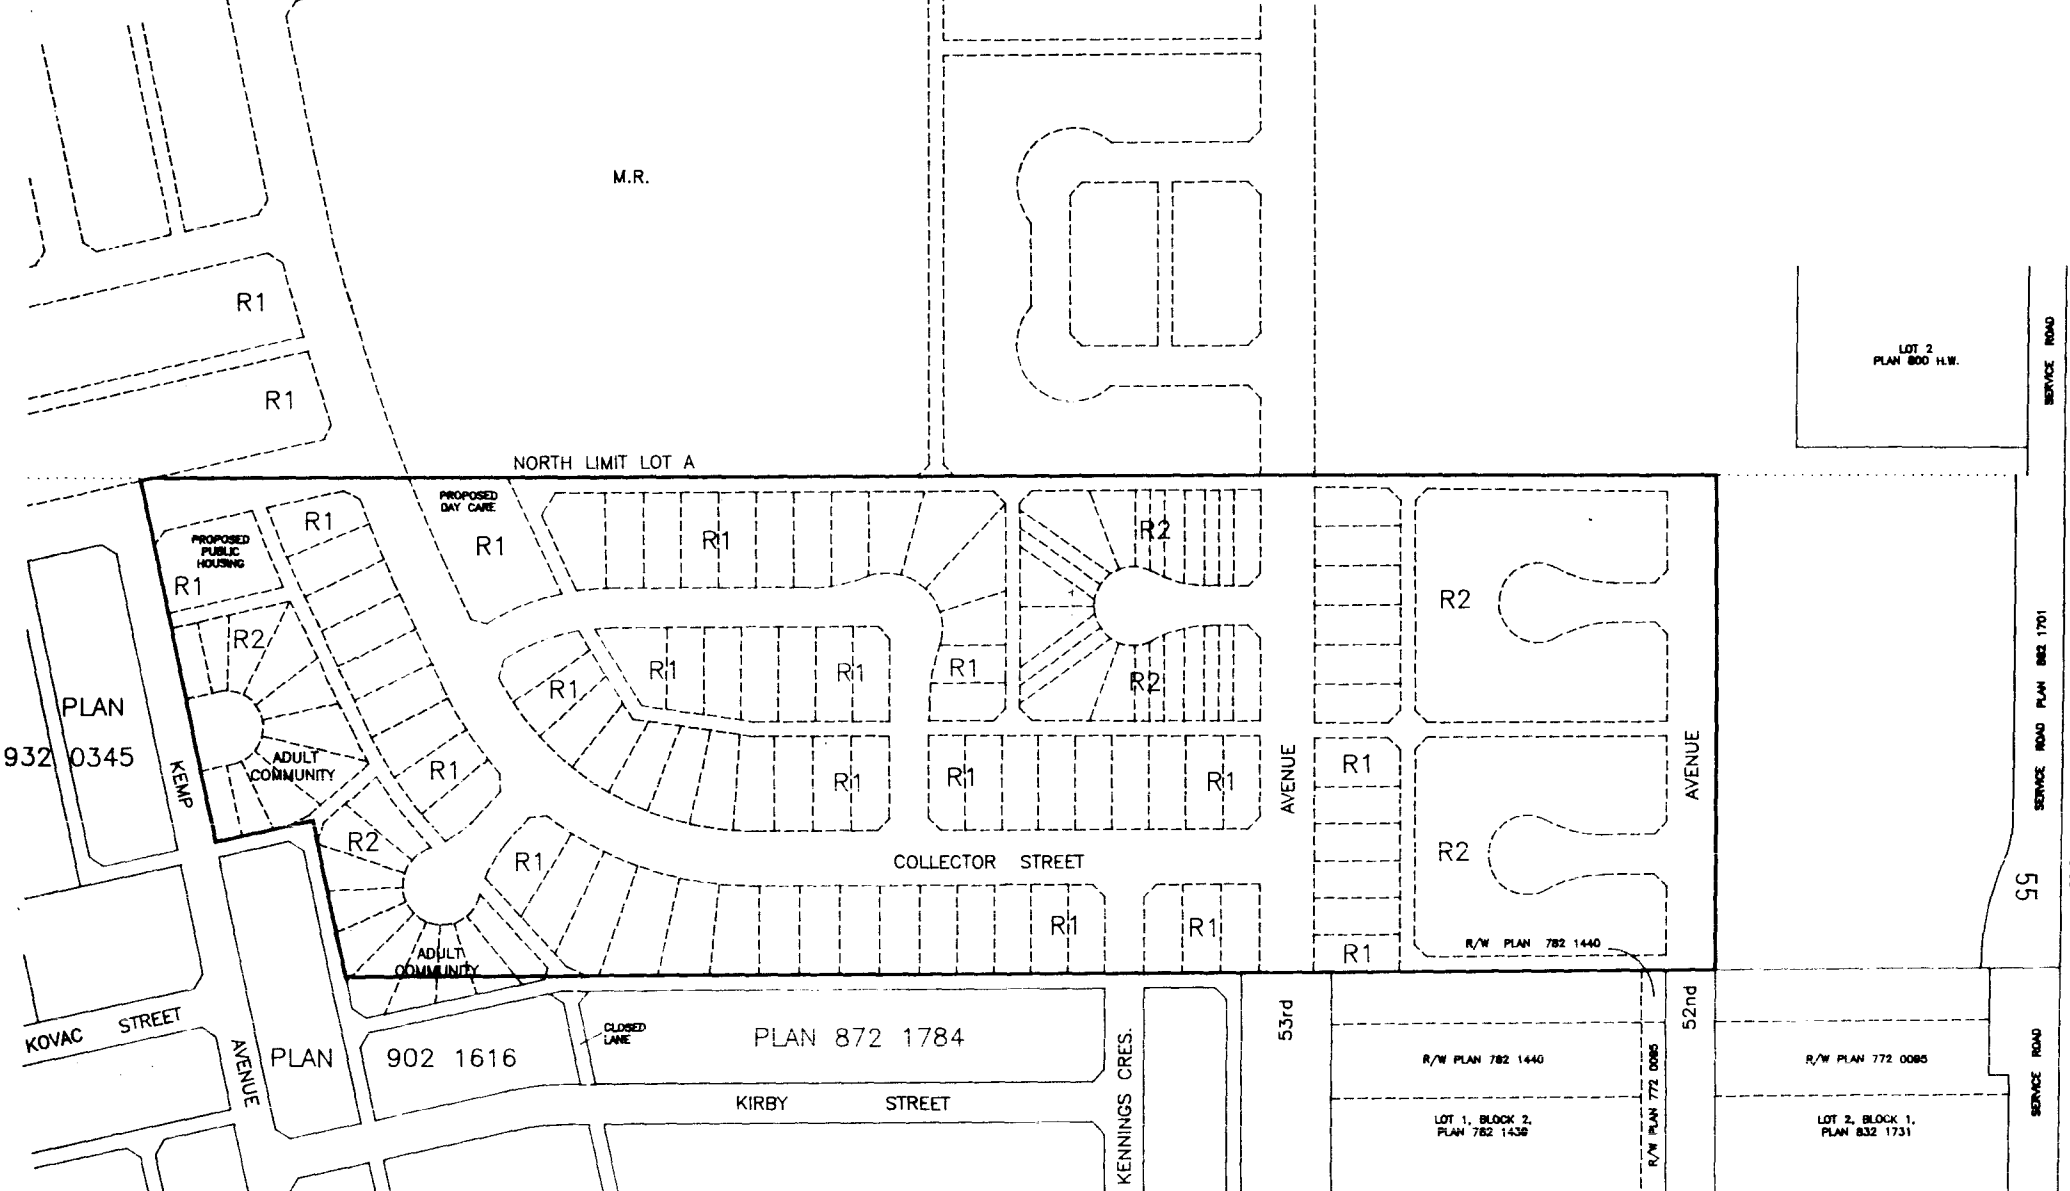 M.R.
R1
SERVICE ROAD
LOT 2
PLAN 800 H.W.
R1
NORTH LIMIT LOT A
PROPOSED
DAY CARE
R1
R1
R1
R2
PROPOSED
PUBLIC
HOUSING
R1
R2
R2
R1
R1
R1
R1
R2
R1
PLAN
932 0345
KEMP
ADULT
COMMUNITY
R1
R1
R1
R1
AVENUE
R1
AVENUE
SERVICE ROAD PLAN 882 1701
R2
R1
COLLECTOR STREET
R2
55
R1
R1
R1
R/W PLAN 782 1440
ADULT
COMMUNITY
KOVAC STREET
AVENUE
PLAN
902 1616
CLOSED
LANE
PLAN 872 1784
KENNINGS CRES.
53rd
52nd
R/W PLAN 782 1440
R/W PLAN 772 0085
R/W PLAN 772 0085
SERVICE ROAD
KIRBY STREET
LOT 1, BLOCK 2,
PLAN 782 1439
LOT 2, BLOCK 1,
PLAN 832 1731